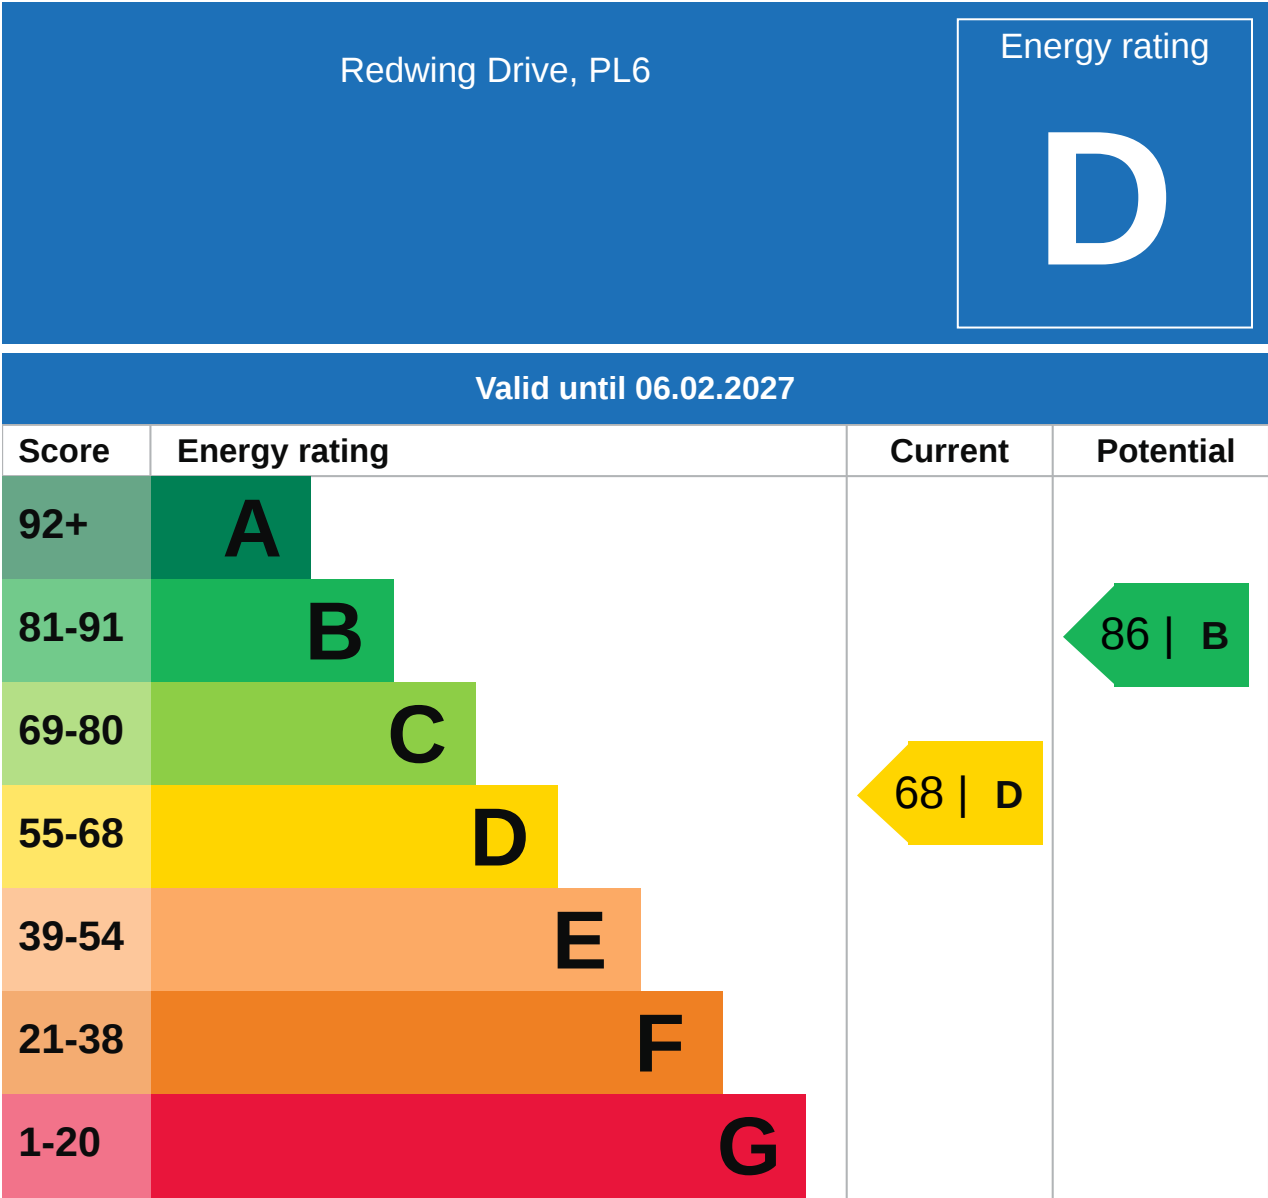 Redwing Drive, PL6
Energy rating
D
Valid until 06.02.2027
Score Energy rating Current Potential
92+ A
81-91 B 86 | B
69-80 C
68 | D
55-68 D
39-54 E
21-38 F
1-20 G